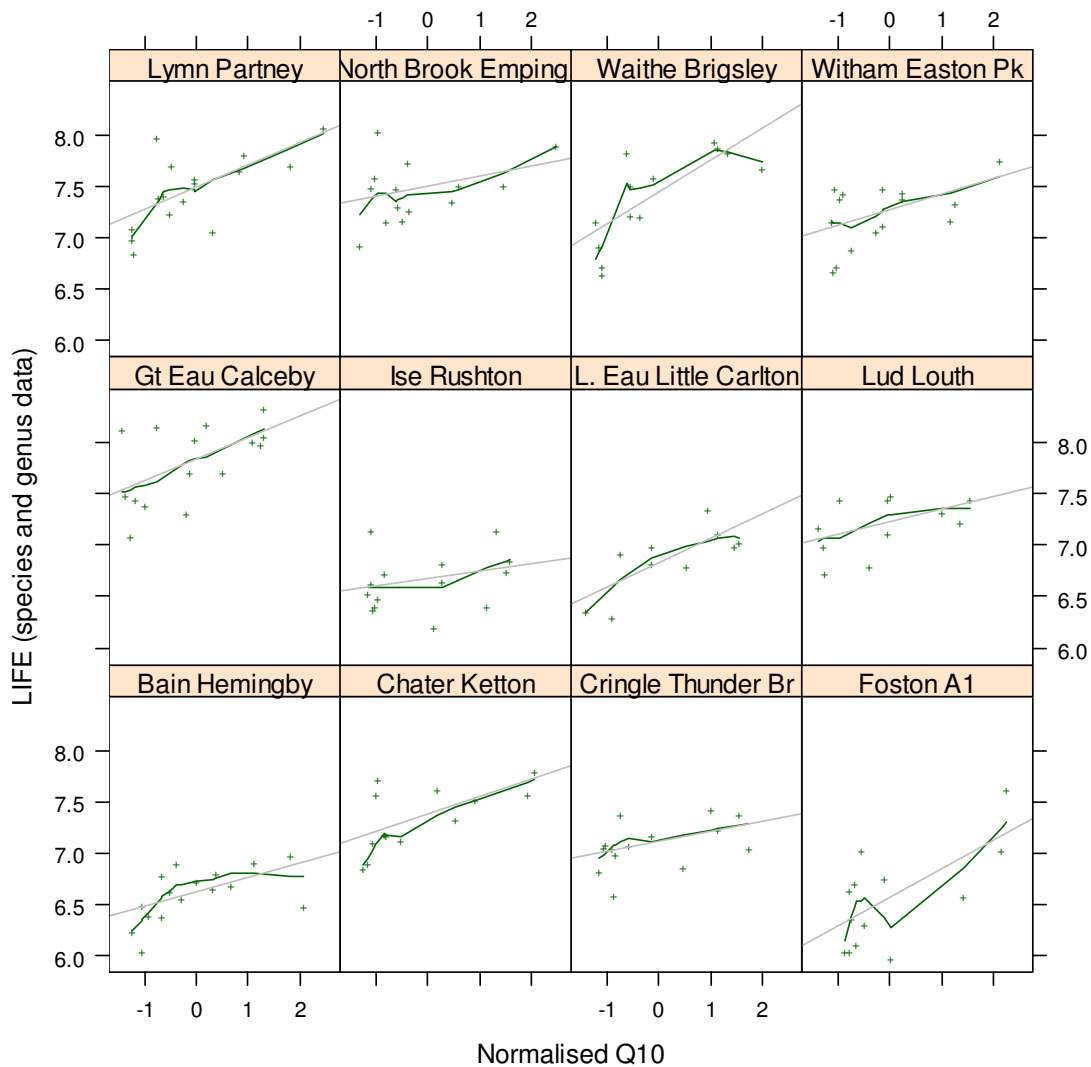 -1 0 1 2 -1 0 1 2
Lymn Partney North Brook Emping Waithe Brigsley Witham Easton Pk
8.0
7.5
7.0
6.5
6.0
Gt Eau Calceby Ise Rushton L. Eau Little Carlton Lud Louth
8.0
7.5
7.0
6.5
6.0
Bain Hemingby Chater Ketton Cringle Thunder Br Foston A1
8.0
7.5
7.0
6.5
6.0
-1 0 1 2 -1 0 1 2
LIFE (species and genus data)
Normalised Q10